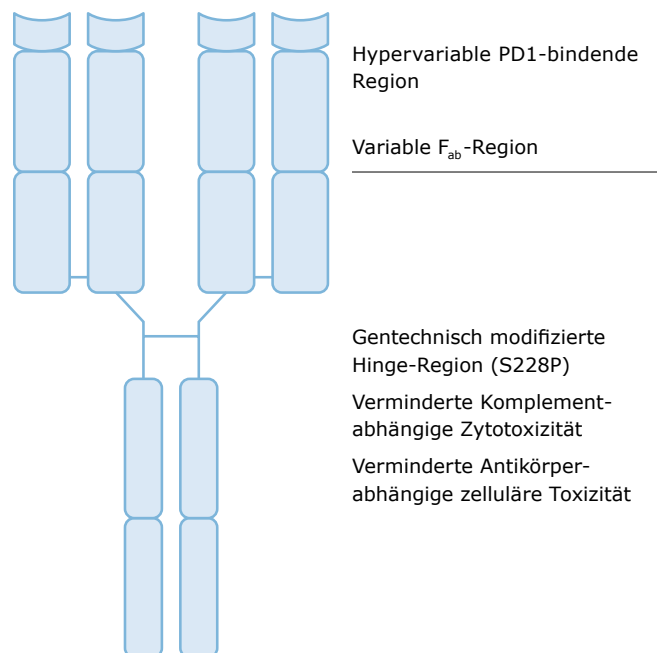 Hypervariable PD1-bindende
Region
Variable Fab-Region
Gentechnisch modifizierte
Hinge-Region (S228P)
Verminderte Komplement-
abhängige Zytotoxizität
Verminderte Antikörper-
abhängige zelluläre Toxizität